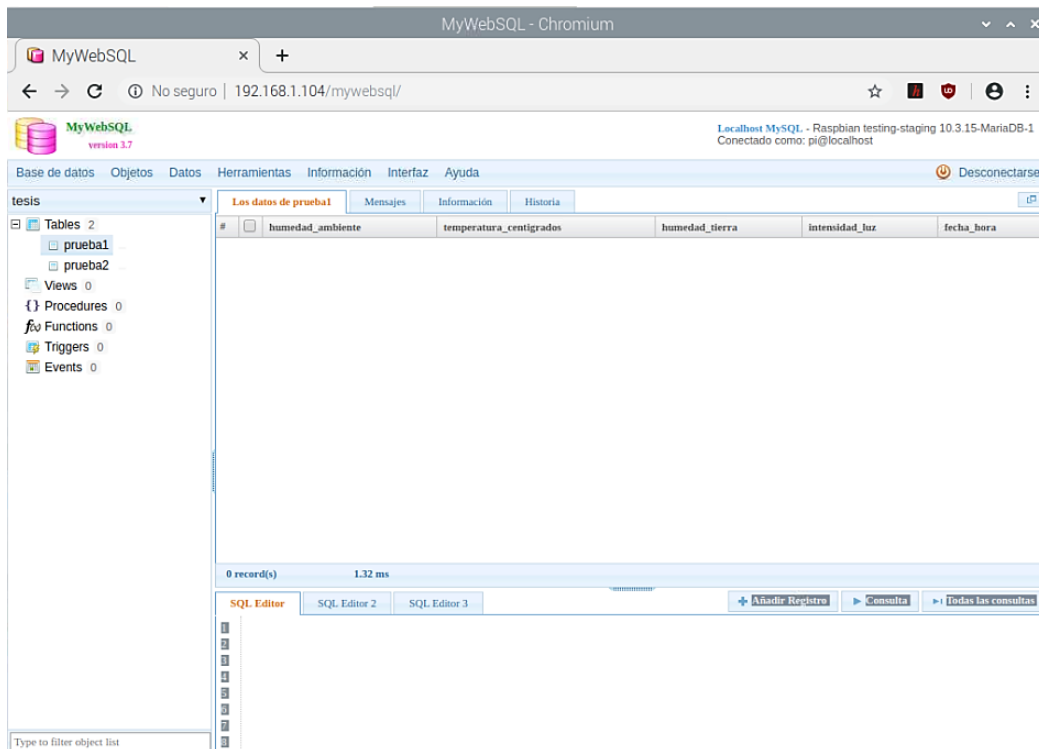 MyWebSQL - Chromium
MyWebSQL
No seguro | 192.168.1.104/mywebsql/
MyWebSQL
version 3.7
Localhost MySQL - Raspbian testing-staging 10.3.15-MariaDB-1
Conectado como: pi@localhost
Base de datos Objetos Datos Herramientas Información Interfaz Ayuda Desconectarse
tesis
Los datos de prueba1 Mensajes Información Historia
Tables 2
prueba1
prueba2
Views 0
{} Procedures 0
f(x) Functions 0
Triggers 0
Events 0
# humedad_ambiente temperatura_centigrados humedad_tierra intensidad_luz fecha_hora
0 record(s) 1.32 ms
SQL Editor SQL Editor 2 SQL Editor 3 Añadir Registro Consulta Todas las consultas
1
2
3
4
5
6
7
8
Type to filter object list